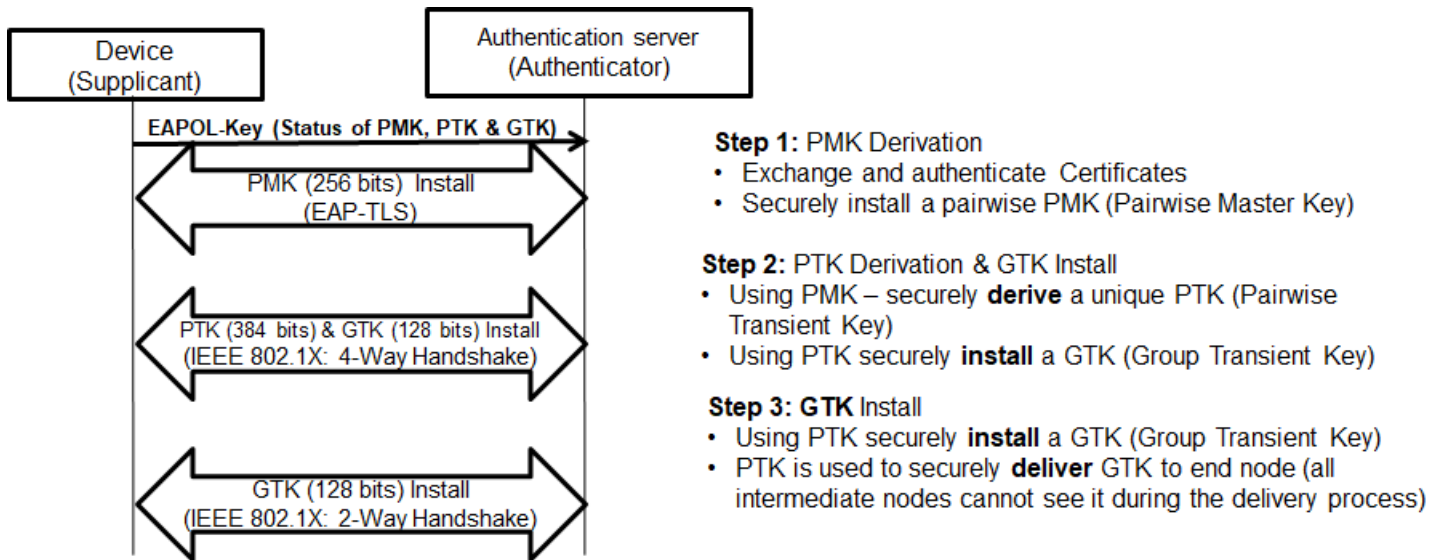 Device
(Supplicant)
Authentication server
(Authenticator)
EAPOL-Key (Status of PMK, PTK & GTK)
PMK (256 bits) Install
(EAP-TLS)
PTK (384 bits) & GTK (128 bits) Install
(IEEE 802.1X: 4-Way Handshake)
GTK (128 bits) Install
(IEEE 802.1X: 2-Way Handshake)
Step 1: PMK Derivation
• Exchange and authenticate Certificates
• Securely install a pairwise PMK (Pairwise Master Key)
Step 2: PTK Derivation & GTK Install
• Using PMK – securely derive a unique PTK (Pairwise
Transient Key)
• Using PTK securely install a GTK (Group Transient Key)
Step 3: GTK Install
• Using PTK securely install a GTK (Group Transient Key)
• PTK is used to securely deliver GTK to end node (all
intermediate nodes cannot see it during the delivery process)